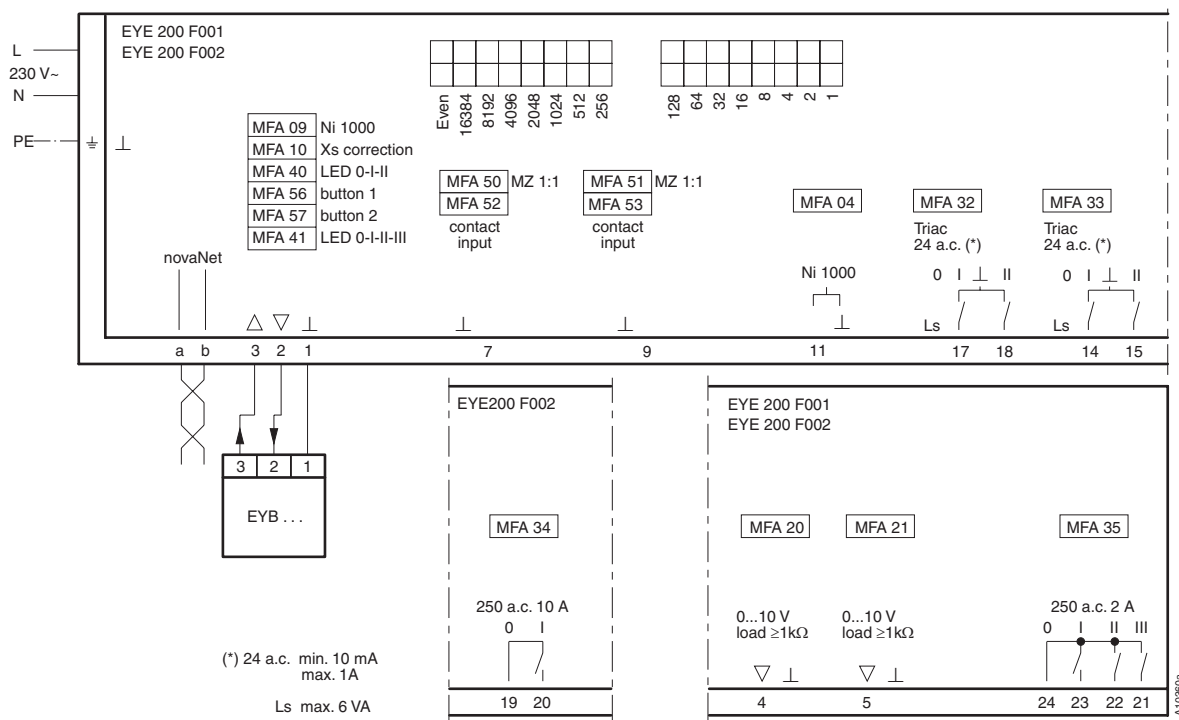 EYE 200 F001
EYE 200 F002
L
230 V~
N
PE
Even
16384
8192
4096
2048
1024
512
256
128
64
32
16
8
4
2
1
MFA 09 Ni 1000
MFA 10 Xs correction
MFA 40 LED 0-I-II
MFA 56 button 1
MFA 57 button 2
MFA 41 LED 0-I-II-III
MFA 50 MZ 1:1
MFA 52
contact
input
MFA 51 MZ 1:1
MFA 53
contact
input
MFA 04
Ni 1000
MFA 32
Triac
24 a.c. (*)
0 I ⊥ II
Ls
MFA 33
Triac
24 a.c. (*)
0 I ⊥ II
Ls
novaNet
a b 3 2 1 7 9 11 17 18 14 15
3 2 1
EYB . . .
EYE200 F002
MFA 34
250 a.c. 10 A
0 I
19 20
EYE 200 F001
EYE 200 F002
MFA 20
0...10 V
load ≥1kΩ
4
MFA 21
0...10 V
load ≥1kΩ
5
MFA 35
250 a.c. 2 A
0 I II III
24 23 22 21
(*) 24 a.c. min. 10 mA
max. 1A
Ls max. 6 VA